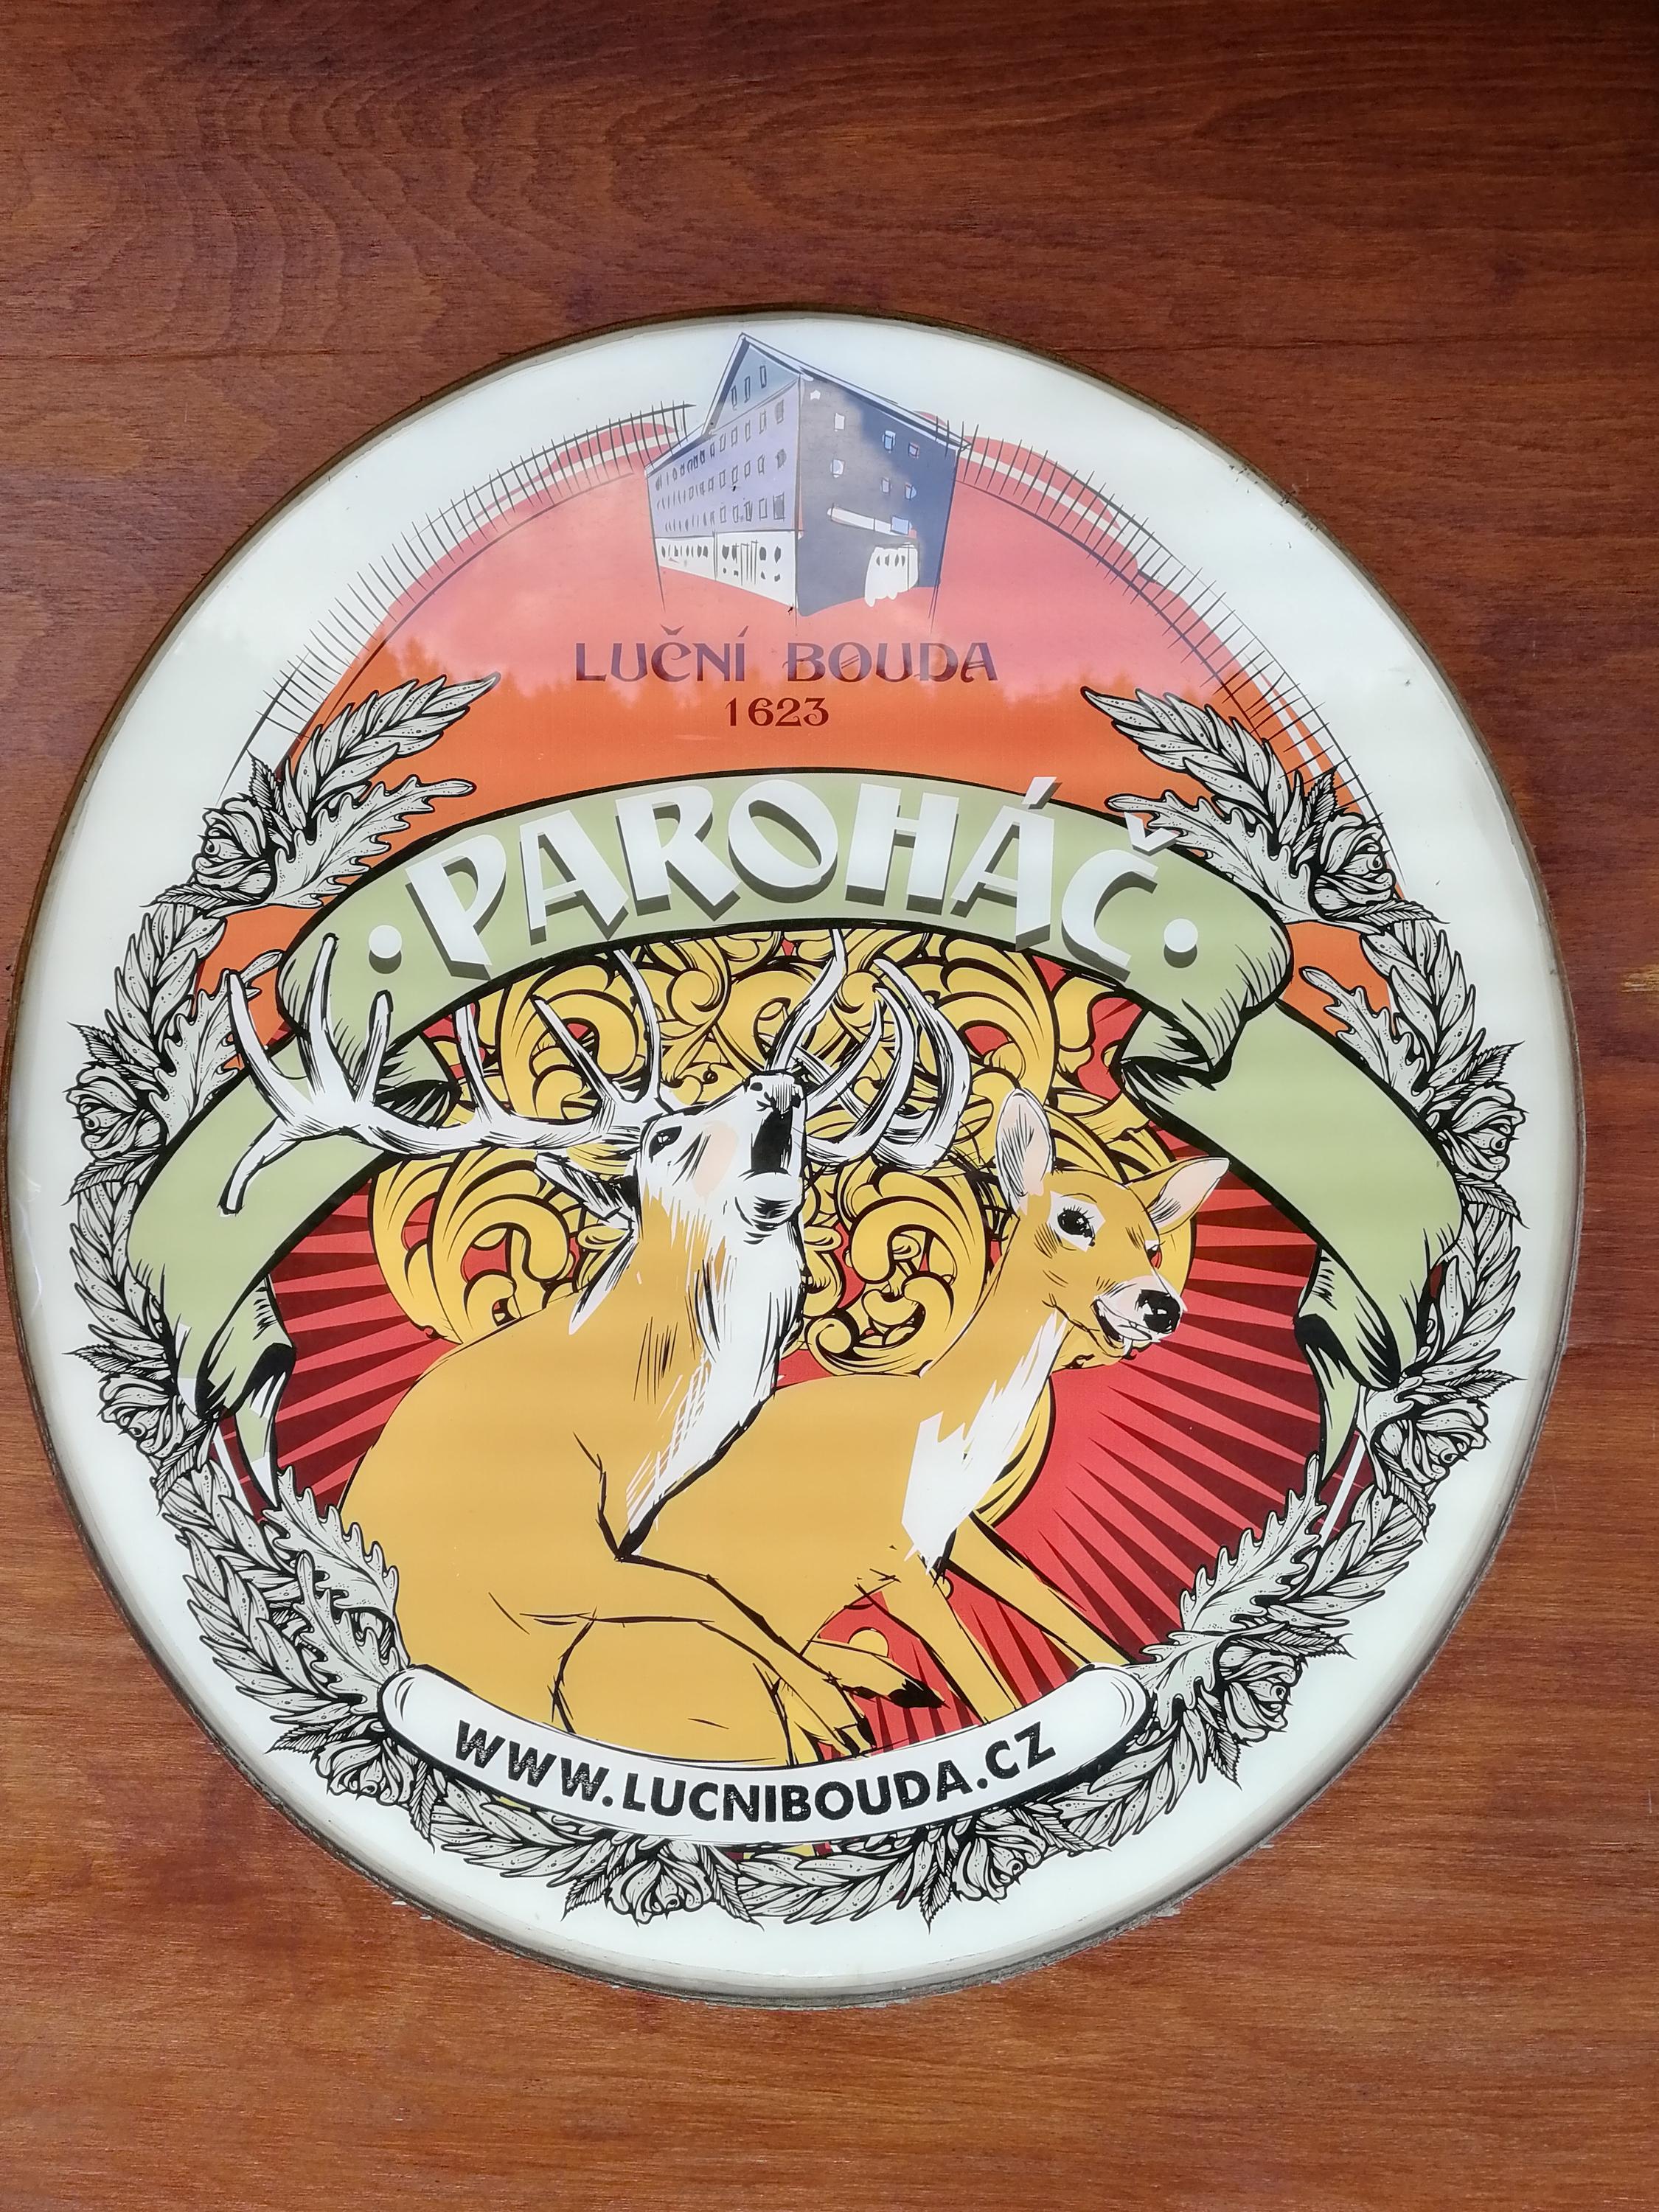 LUČNÍ BOUDA
1623
• PAROHÁČ •
WWW.LUCNIBOUDA.CZ